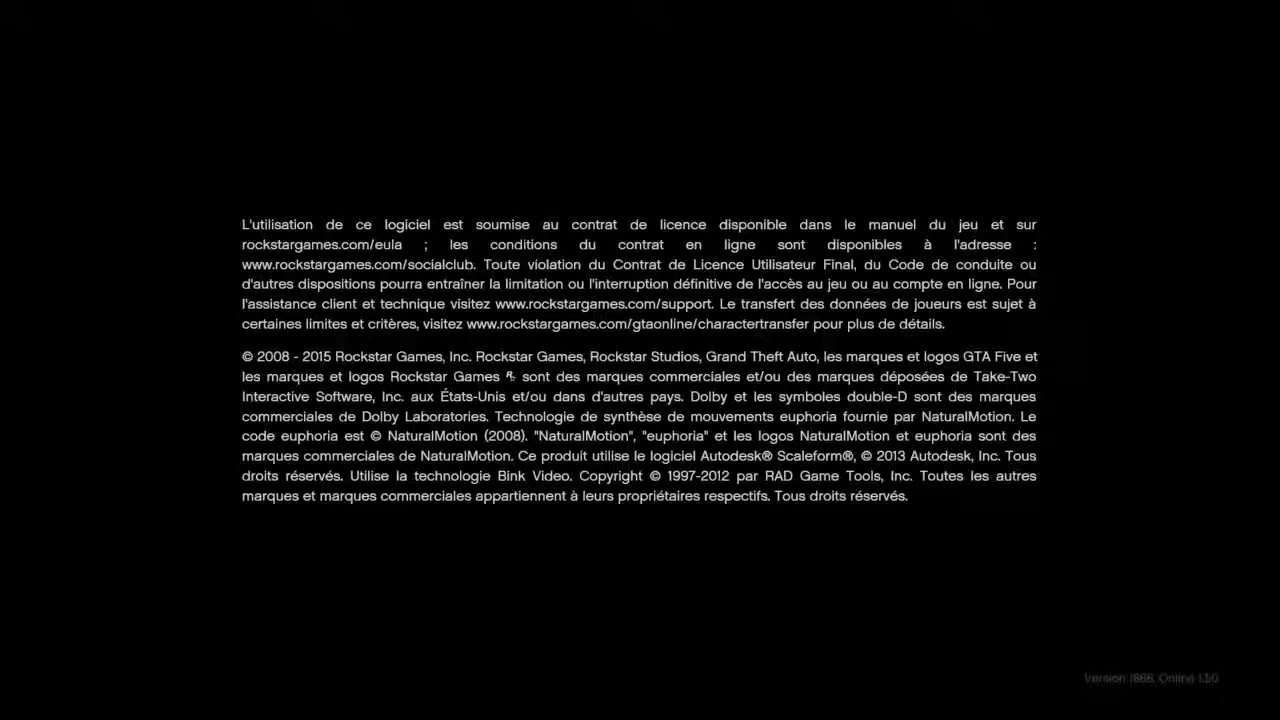 L'utilisation de ce logiciel est soumise au contrat de licence disponible dans le manuel du jeu et sur
rockstargames.com/eula ; les conditions du contrat en ligne sont disponibles à l'adresse :
www.rockstargames.com/socialclub. Toute violation du Contrat de Licence Utilisateur Final, du Code de conduite ou
d'autres dispositions pourra entraîner la limitation ou l'interruption définitive de l'accès au jeu ou au compte en ligne. Pour
l'assistance client et technique visitez www.rockstargames.com/support. Le transfert des données de joueurs est sujet à
certaines limites et critères, visitez www.rockstargames.com/gtaonline/charactertransfer pour plus de détails.
© 2008 - 2015 Rockstar Games, Inc. Rockstar Games, Rockstar Studios, Grand Theft Auto, les marques et logos GTA Five et
les marques et logos Rockstar Games sont des marques commerciales et/ou des marques déposées de Take-Two
Interactive Software, Inc. aux États-Unis et/ou dans d'autres pays. Dolby et les symboles double-D sont des marques
commerciales de Dolby Laboratories. Technologie de synthèse de mouvements euphoria fournie par NaturalMotion. Le
code euphoria est © NaturalMotion (2008). "NaturalMotion", "euphoria" et les logos NaturalMotion et euphoria sont des
marques commerciales de NaturalMotion. Ce produit utilise le logiciel Autodesk® Scaleform®, © 2013 Autodesk, Inc. Tous
droits réservés. Utilise la technologie Bink Video. Copyright © 1997-2012 par RAD Game Tools, Inc. Toutes les autres
marques et marques commerciales appartiennent à leurs propriétaires respectifs. Tous droits réservés.
Version Online